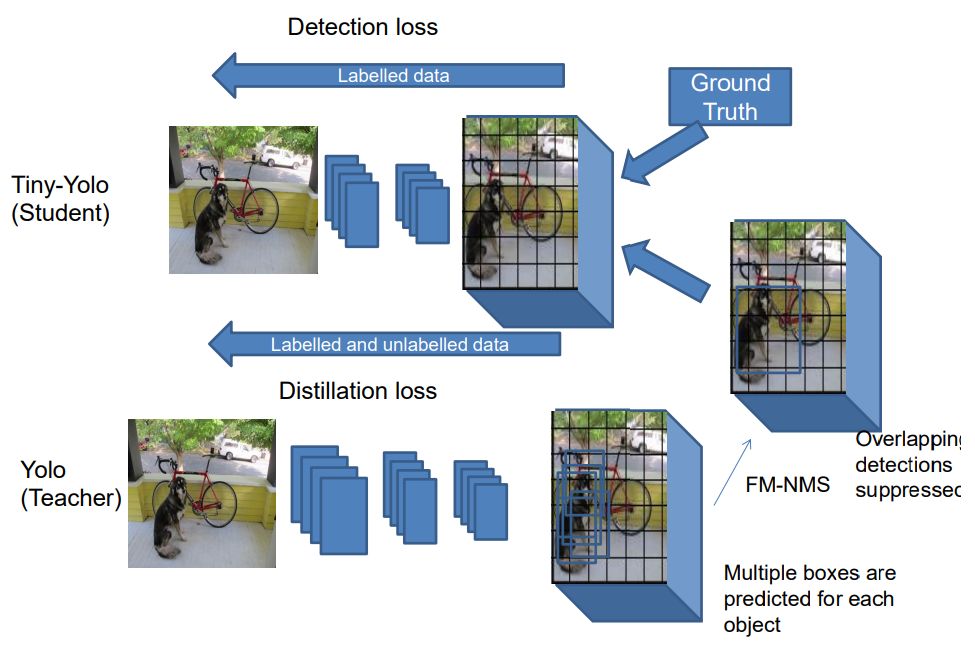 Detection loss
Labelled data
Ground
Truth
Tiny-Yolo
(Student)
Labelled and unlabelled data
Distillation loss
Yolo
(Teacher)
Overlapping
detections
suppressed
FM-NMS
Multiple boxes are
predicted for each
object